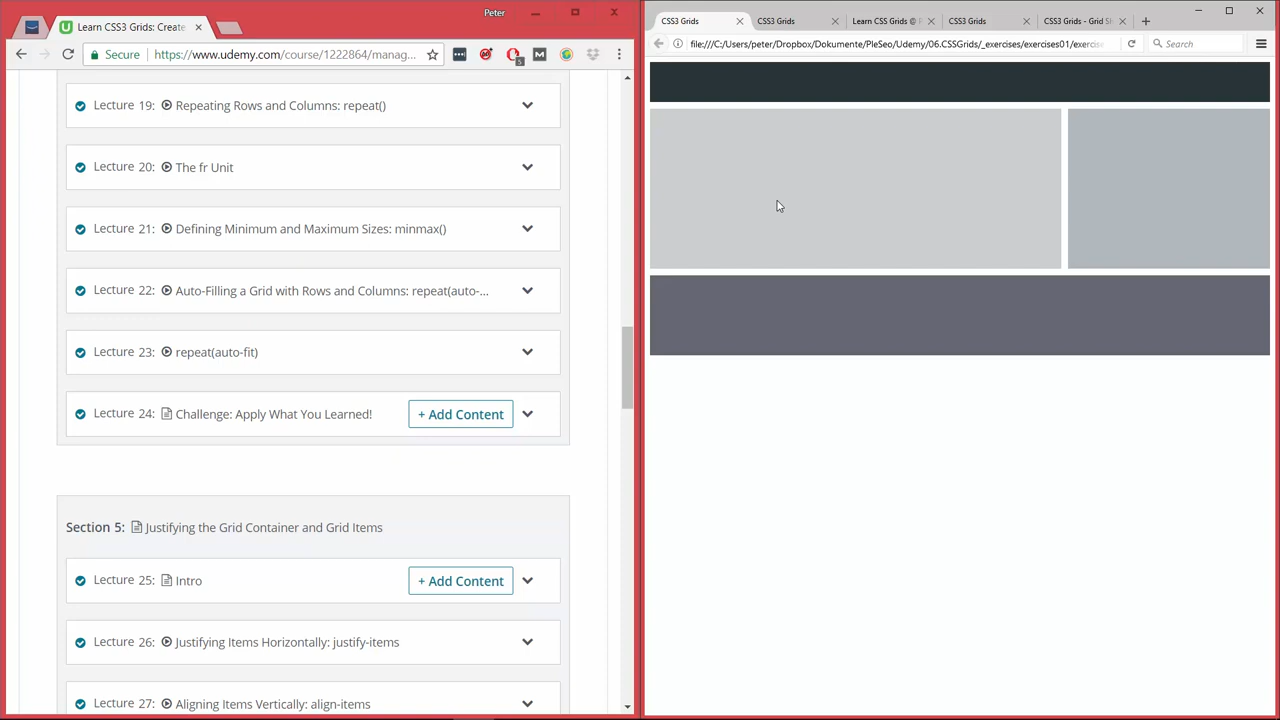 Peter
Learn CSS3 Grids: Create
Secure
https://www.udemy.com/course/1222864/manag...
5
Lecture 19: Repeating Rows and Columns: repeat()
Lecture 20: The fr Unit
Lecture 21: Defining Minimum and Maximum Sizes: minmax()
Lecture 22: Auto-Filling a Grid with Rows and Columns: repeat(auto-...
Lecture 23: repeat(auto-fit)
Lecture 24: Challenge: Apply What You Learned!
+ Add Content
Section 5: Justifying the Grid Container and Grid Items
Lecture 25: Intro
+ Add Content
Lecture 26: Justifying Items Horizontally: justify-items
Lecture 27: Aligning Items Vertically: align-items
CSS3 Grids
CSS3 Grids
Learn CSS Grids @
CSS3 Grids
CSS3 Grids - Grid
file:///C:/Users/peter/Dropbox/Dokumente/PleSeo/Udemy/06.CSSGrids/_exercises/exercises01/exercise
Search